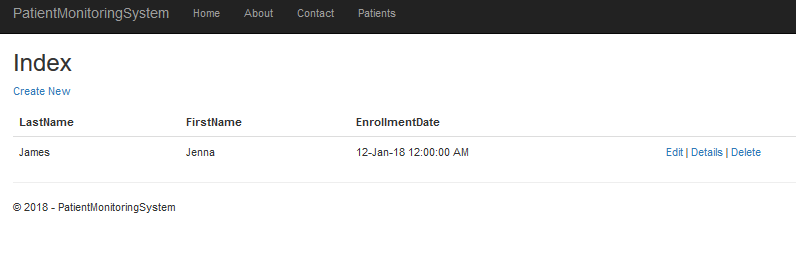 PatientMonitoringSystem Home About Contact Patients
Index
Create New
LastName FirstName EnrollmentDate
James Jenna 12-Jan-18 12:00:00 AM Edit | Details | Delete
© 2018 - PatientMonitoringSystem